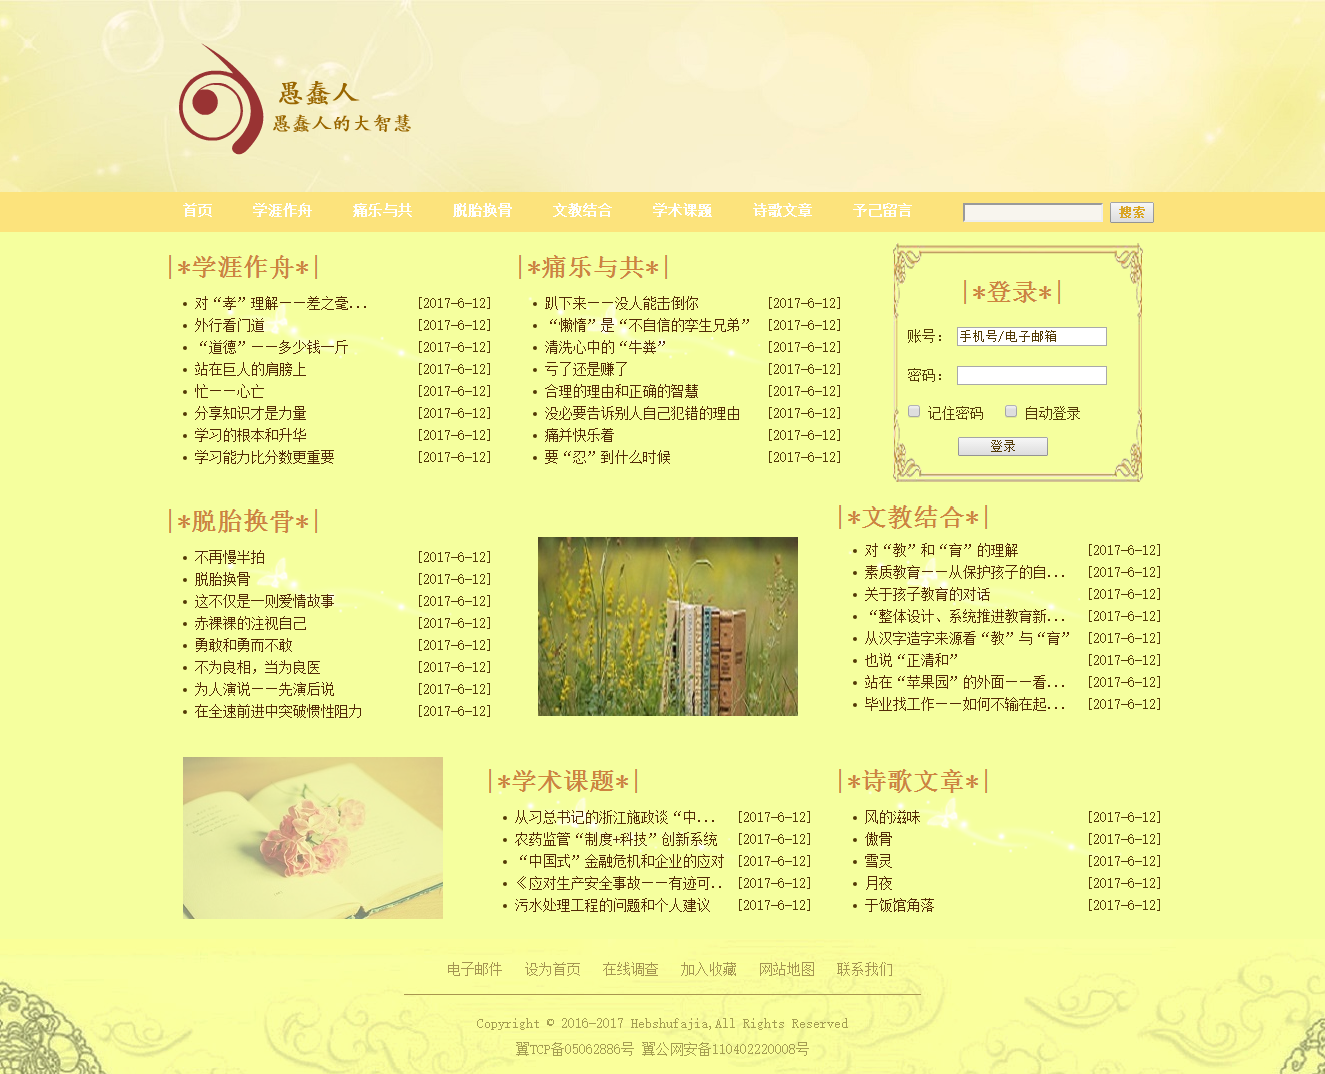 愚蠢人
愚蠢人的大智慧
首页 学涯作舟 痛乐与共 脱胎换骨 文教结合 学术课题 诗歌文章 予己留言 搜索
|*学涯作舟*|
对“孝”理解——差之毫... [2017-6-12]
外行看门道 [2017-6-12]
“道德”——多少钱一斤 [2017-6-12]
站在巨人的肩膀上 [2017-6-12]
忙——心亡 [2017-6-12]
分享知识才是力量 [2017-6-12]
学习的根本和升华 [2017-6-12]
学习能力比分数更重要 [2017-6-12]
|*痛乐与共*|
趴下来——没人能击倒你 [2017-6-12]
“懒惰”是“不自信的孪生兄弟” [2017-6-12]
清洗心中的“牛粪” [2017-6-12]
亏了还是赚了 [2017-6-12]
合理的理由和正确的智慧 [2017-6-12]
没必要告诉别人自己犯错的理由 [2017-6-12]
痛并快乐着 [2017-6-12]
要“忍”到什么时候 [2017-6-12]
|*登录*|
账号： 手机号/电子邮箱
密码：
记住密码 自动登录
登录
|*脱胎换骨*|
不再慢半拍 [2017-6-12]
脱胎换骨 [2017-6-12]
这不仅是一则爱情故事 [2017-6-12]
赤裸裸的注视自己 [2017-6-12]
勇敢和勇而不敢 [2017-6-12]
不为良相，当为良医 [2017-6-12]
为人演说——先演后说 [2017-6-12]
在全速前进中突破惯性阻力 [2017-6-12]
|*文教结合*|
对“教”和“育”的理解 [2017-6-12]
素质教育——从保护孩子的自... [2017-6-12]
关于孩子教育的对话 [2017-6-12]
“整体设计、系统推进教育新... [2017-6-12]
从汉字造字来源看“教”与“育” [2017-6-12]
也说“正清和” [2017-6-12]
站在“苹果园”的外面——看... [2017-6-12]
毕业找工作——如何不输在起... [2017-6-12]
|*学术课题*|
从习总书记的浙江施政谈“中... [2017-6-12]
农药监管“制度+科技”创新系统 [2017-6-12]
“中国式”金融危机和企业的应对 [2017-6-12]
《应对生产安全事故——有迹可.. [2017-6-12]
污水处理工程的问题和个人建议 [2017-6-12]
|*诗歌文章*|
风的滋味 [2017-6-12]
傲骨 [2017-6-12]
雪灵 [2017-6-12]
月夜 [2017-6-12]
于饭馆角落 [2017-6-12]
电子邮件 设为首页 在线调查 加入收藏 网站地图 联系我们
Copyright © 2016-2017 Hebshufajia,All Rights Reserved
翼TCP备05062886号 翼公网安备110402220008号